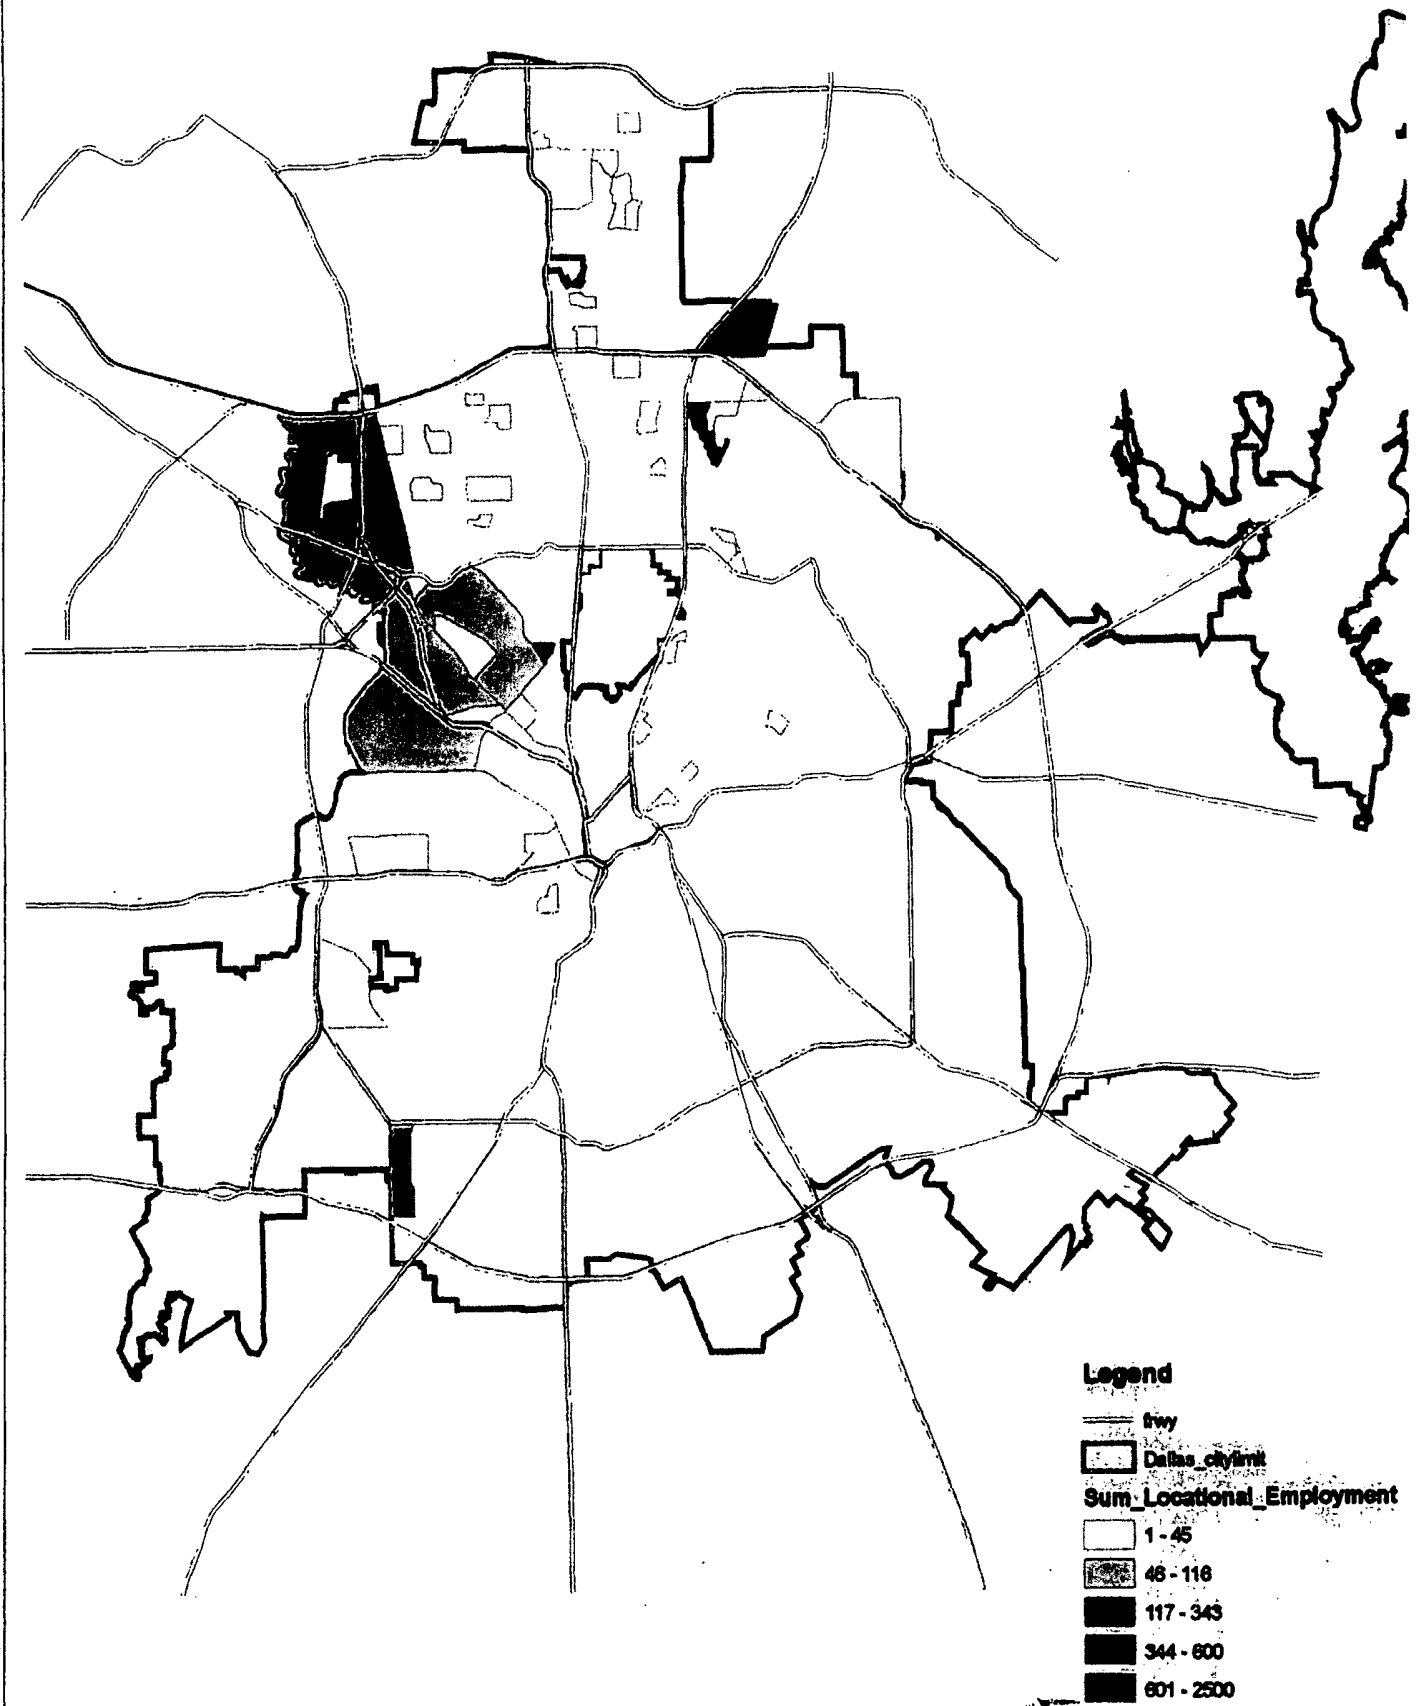 Legend
frwy
Dallas_citylimit
Sum_Locational_Employment
1 - 45
46 - 116
117 - 343
344 - 600
601 - 2500